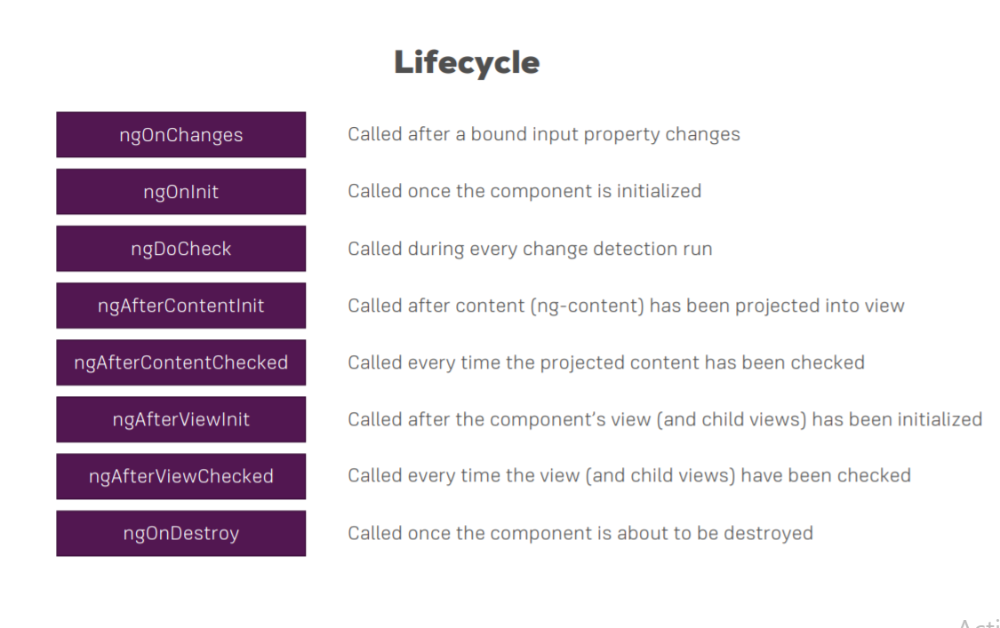 Lifecycle
ngOnChanges Called after a bound input property changes
ngOnInit Called once the component is initialized
ngDoCheck Called during every change detection run
ngAfterContentInit Called after content (ng-content) has been projected into view
ngAfterContentChecked Called every time the projected content has been checked
ngAfterViewInit Called after the component's view (and child views) has been initialized
ngAfterViewChecked Called every time the view (and child views) have been checked
ngOnDestroy Called once the component is about to be destroyed